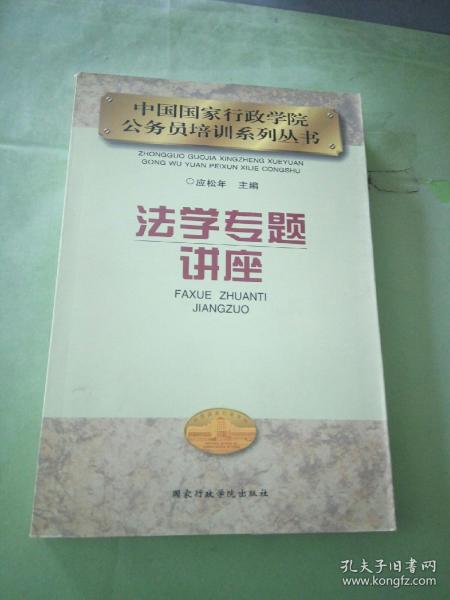 中国国家行政学院
公务员培训系列丛书
ZHONGGUO GUOJIA XINGZHENG XUEYUAN
GONG WU YUAN PEIXUN XILIE CONGSHU
○应松年 主编
法学专题
讲座
FAXUE ZHUANTI
JIANGZUO
国家行政学院出版社
孔夫子旧书网
www.kongfz.com